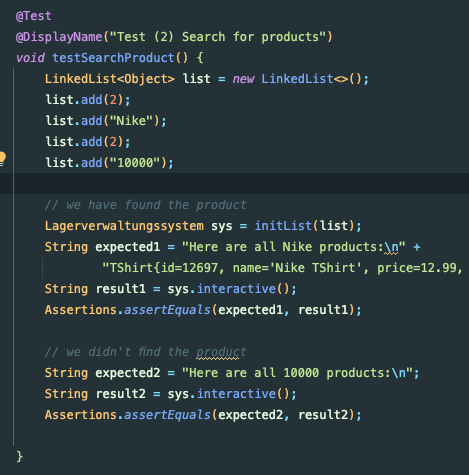 @Test
@DisplayName("Test (2) Search for products")
void testSearchProduct() {
LinkedList<Object> list = new LinkedList<>();
list.add(2);
list.add("Nike");
list.add(2);
list.add("10000");
// we have found the product
Lagerverwaltungssystem sys = initList(list);
String expected1 = "Here are all Nike products:\n" +
"TShirt{id=12697, name='Nike TShirt', price=12.99,
String result1 = sys.interactive();
Assertions.assertEquals(expected1, result1);
// we didn't find the product
String expected2 = "Here are all 10000 products:\n";
String result2 = sys.interactive();
Assertions.assertEquals(expected2, result2);
}